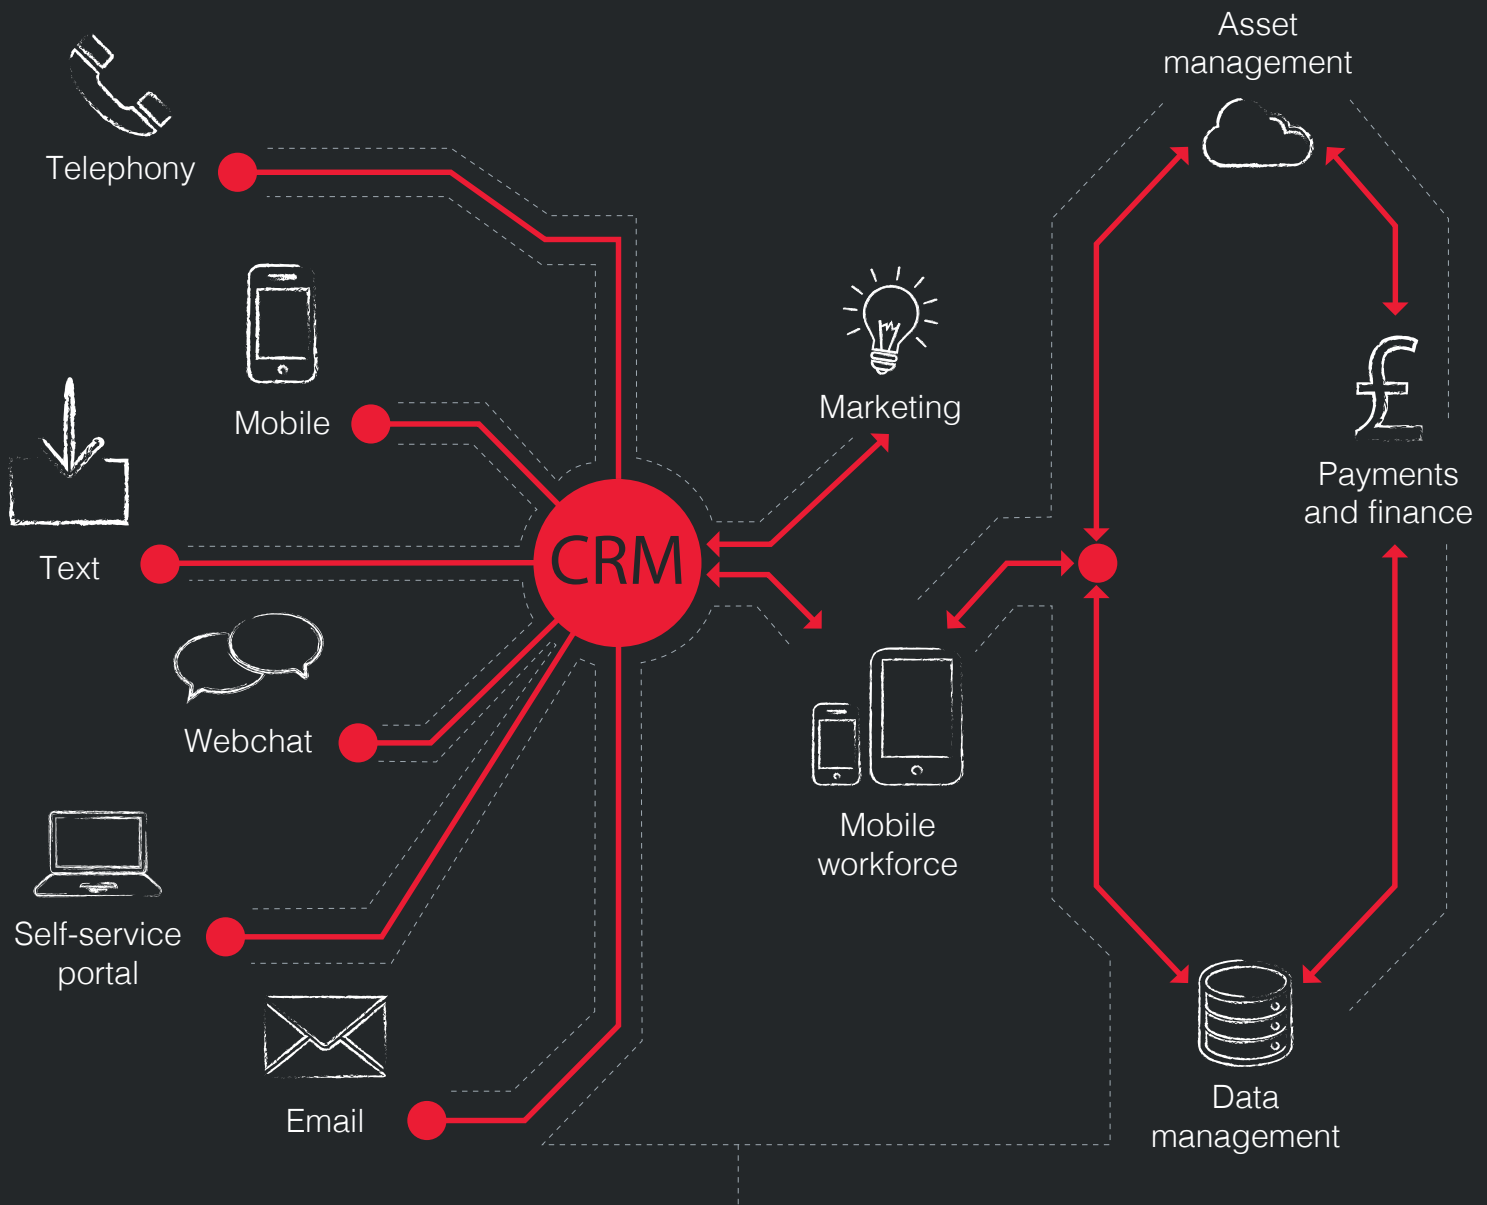 Asset
management
Telephony
Mobile
Marketing
Payments
and finance
CRM
Text
Webchat
Mobile
workforce
Self-service
portal
Email
Data
management
£